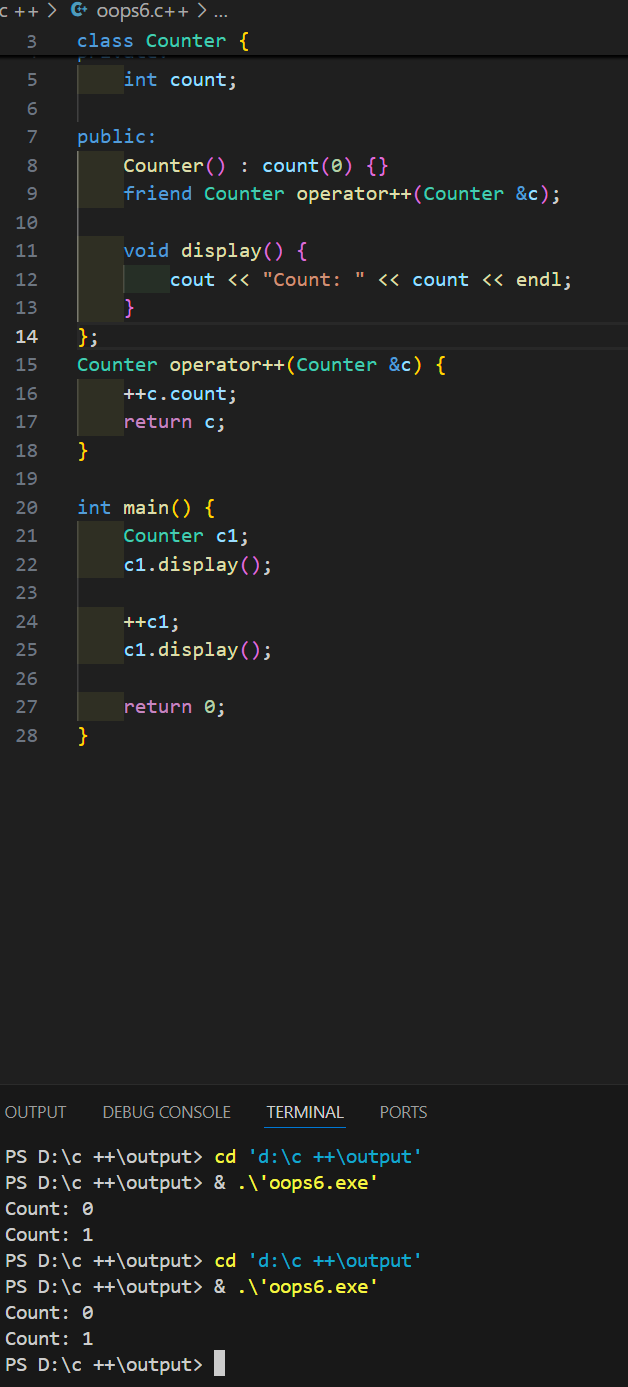 c ++ > oops6.c++ > ...
3 class Counter {
5 int count;
6
7 public:
8 Counter() : count(0) {}
9 friend Counter operator++(Counter &c);
10
11 void display() {
12 cout << "Count: " << count << endl;
13 }
14 };
15 Counter operator++(Counter &c) {
16 ++c.count;
17 return c;
18 }
19
20 int main() {
21 Counter c1;
22 c1.display();
23
24 ++c1;
25 c1.display();
26
27 return 0;
28 }
OUTPUT DEBUG CONSOLE TERMINAL PORTS
PS D:\c ++\output> cd 'd:\c ++\output'
PS D:\c ++\output> & .\'oops6.exe'
Count: 0
Count: 1
PS D:\c ++\output> cd 'd:\c ++\output'
PS D:\c ++\output> & .\'oops6.exe'
Count: 0
Count: 1
PS D:\c ++\output>